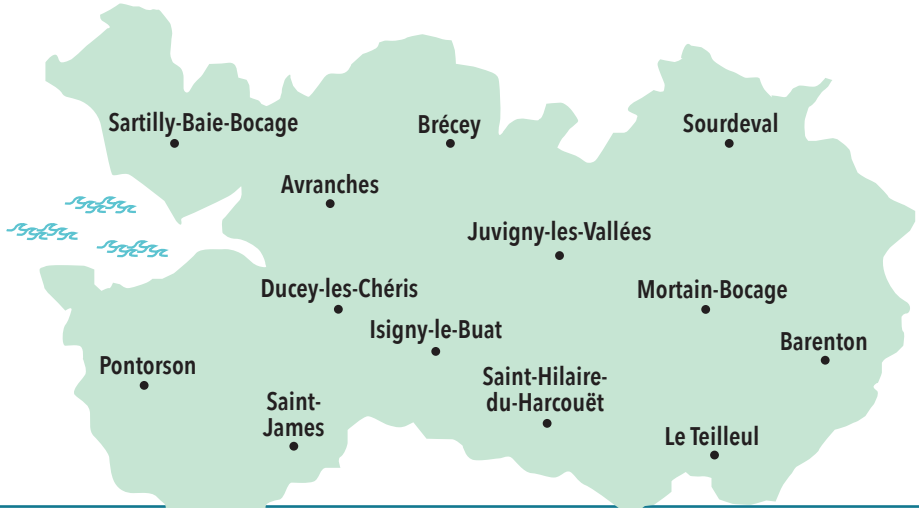 Sartilly-Baie-Bocage
Brécey
Sourdeval
Avranches
Juvigny-les-Vallées
Ducey-les-Chéris
Mortain-Bocage
Isigny-le-Buat
Barenton
Pontorson
Saint-Hilaire-
du-Harcouët
Saint-
James
Le Teilleul